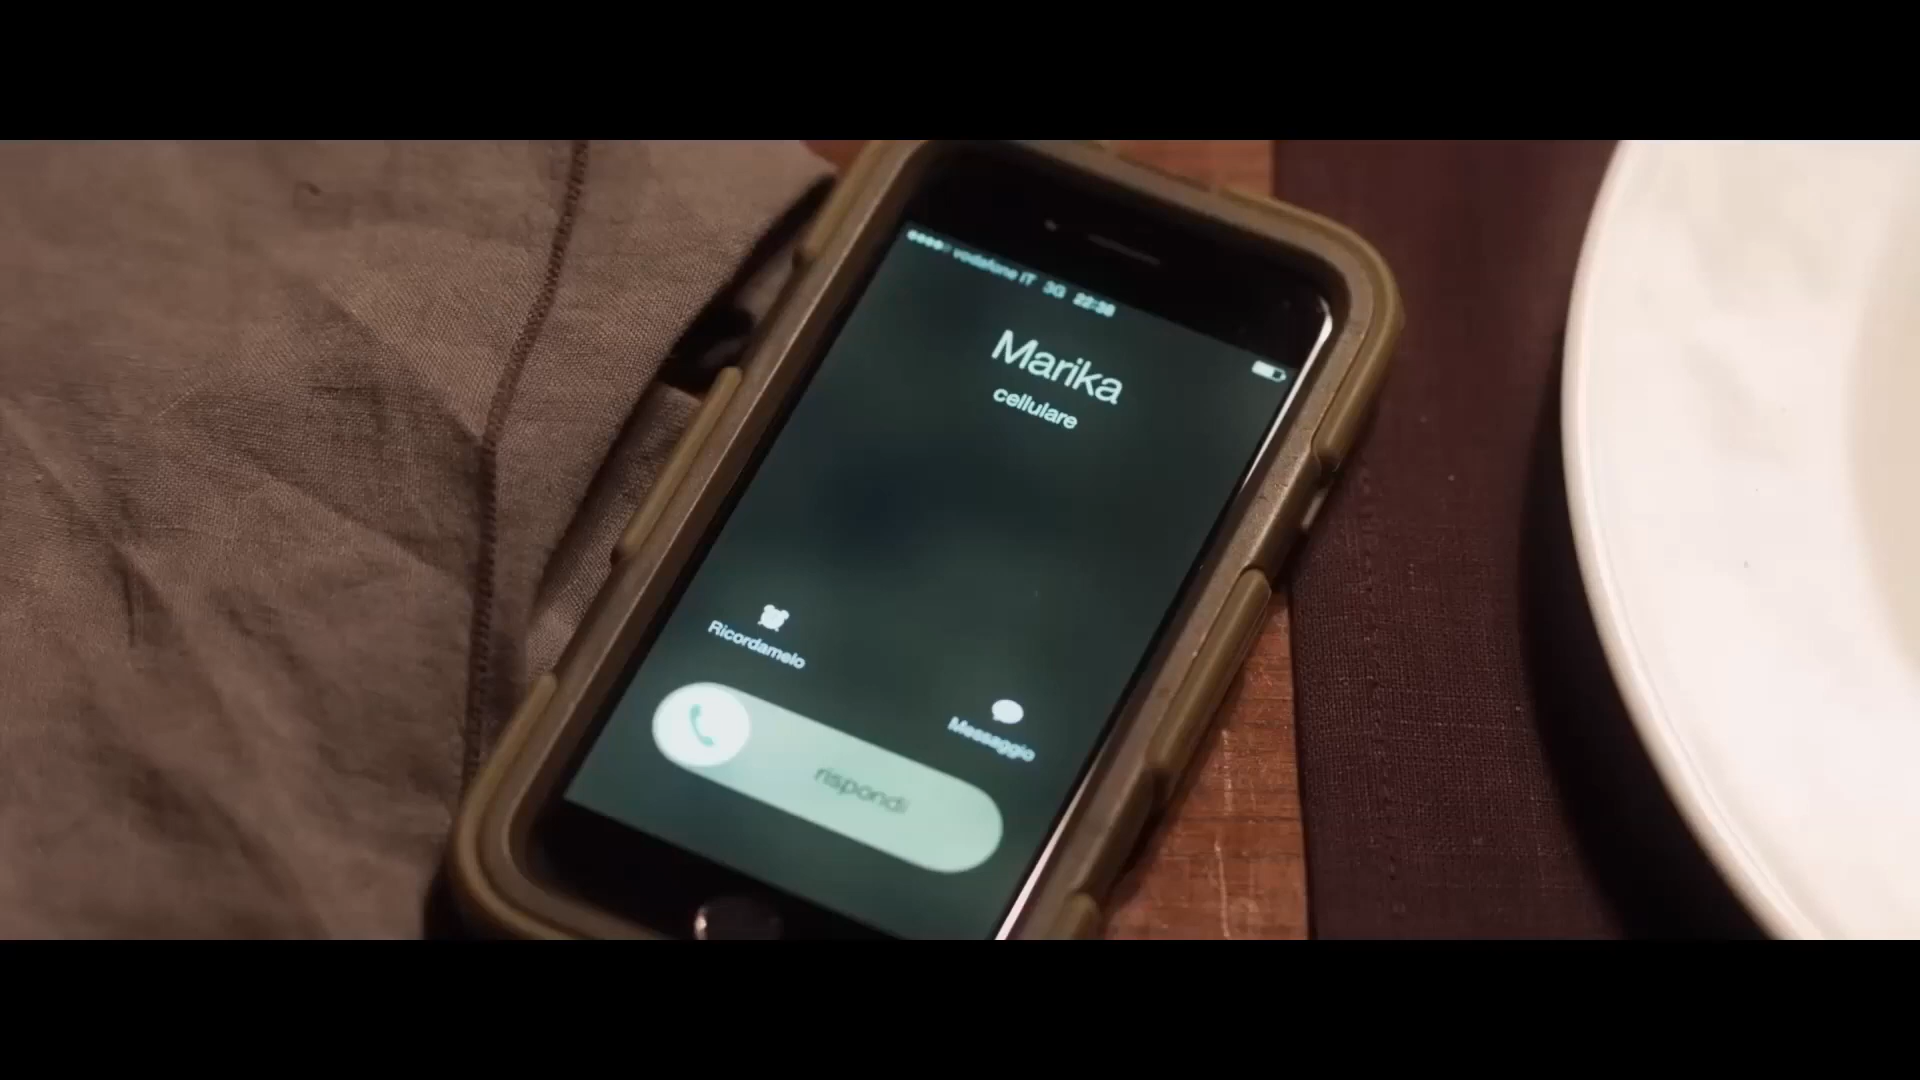 vodafone IT 3G 22:38
Marika
cellulare
Ricordamelo
Messaggio
rispondi